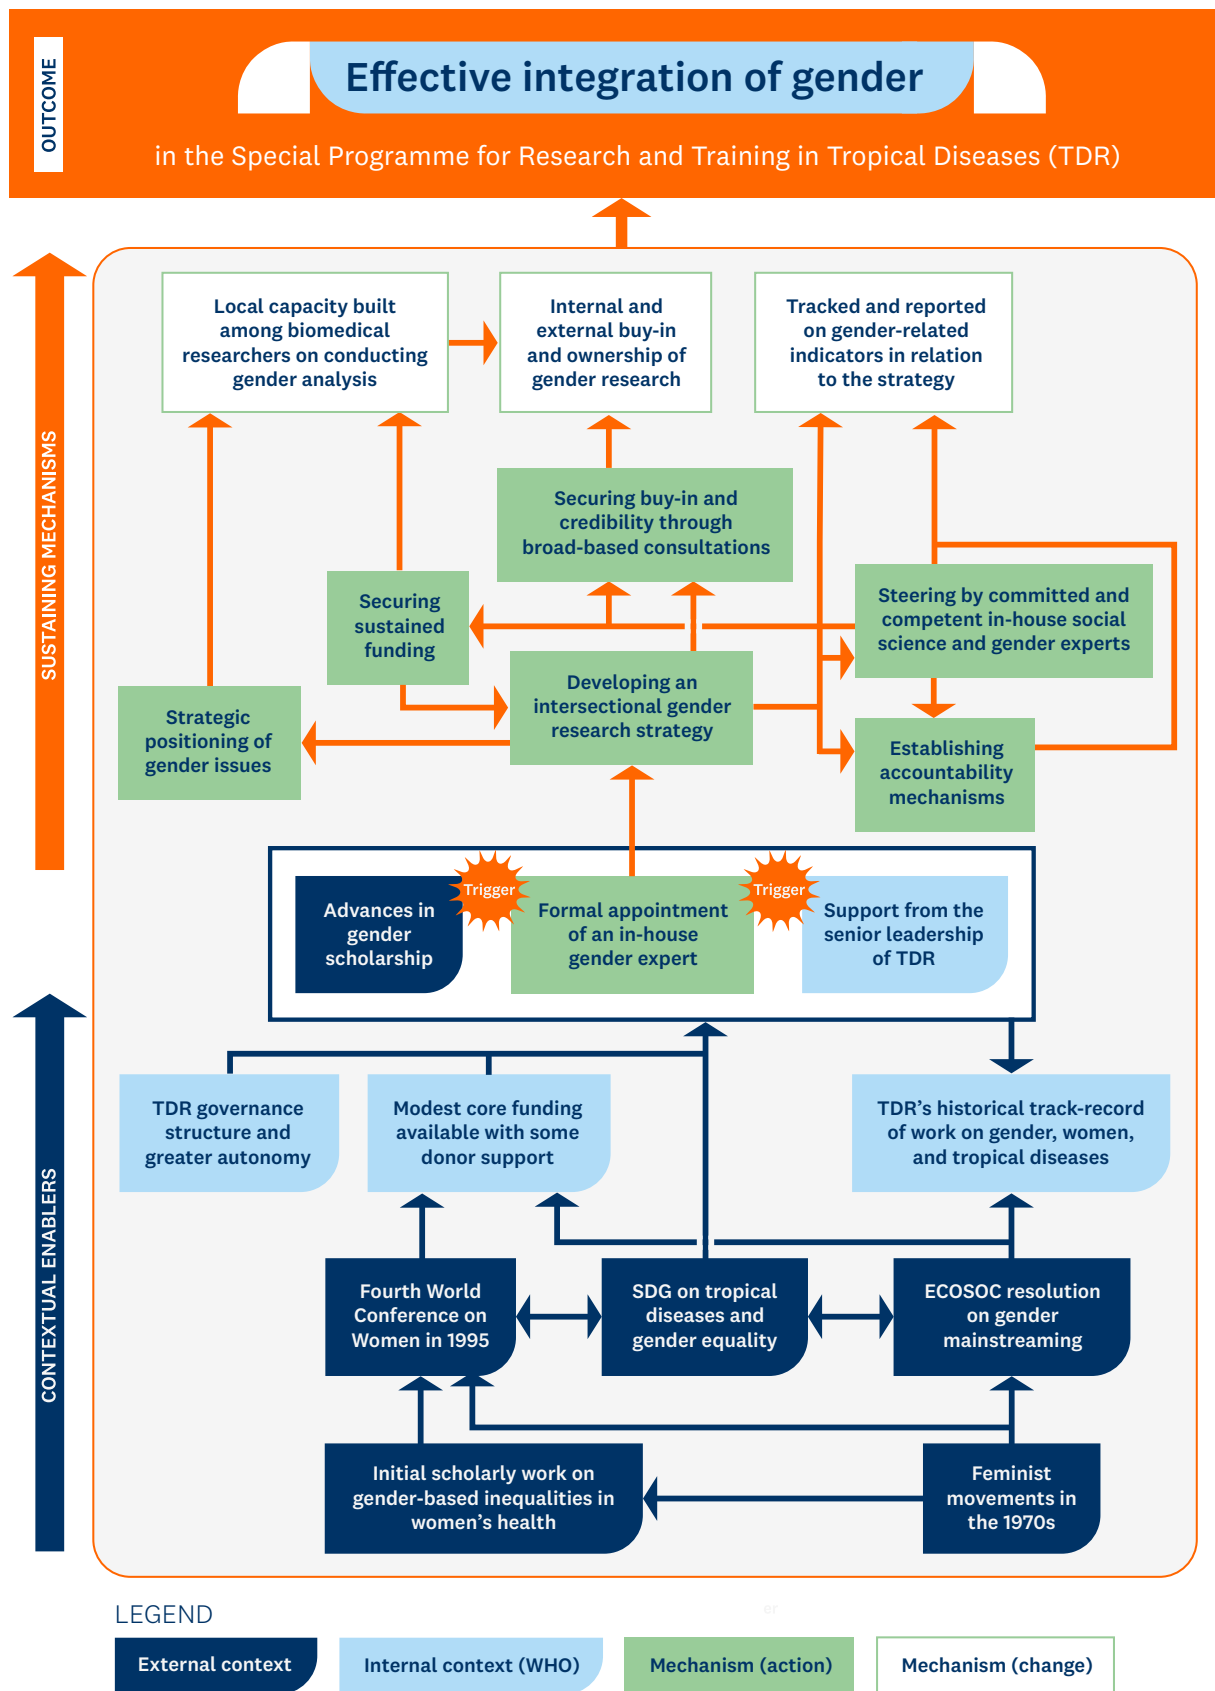 OUTCOME
Effective integration of gender
in the Special Programme for Research and Training in Tropical Diseases (TDR)
SUSTAINING MECHANISMS
Local capacity built
among biomedical
researchers on conducting
gender analysis
Internal and
external buy-in
and ownership of
gender research
Tracked and reported
on gender-related
indicators in relation
to the strategy
Securing buy-in and
credibility through
broad-based consultations
Securing
sustained
funding
Steering by committed and
competent in-house social
science and gender experts
Developing an
intersectional gender
research strategy
Strategic
positioning of
gender issues
Establishing
accountability
mechanisms
Trigger
Trigger
Advances in
gender
scholarship
Formal appointment
of an in-house
gender expert
Support from the
senior leadership
of TDR
CONTEXTUAL ENABLERS
TDR governance
structure and
greater autonomy
Modest core funding
available with some
donor support
TDR’s historical track-record
of work on gender, women,
and tropical diseases
Fourth World
Conference on
Women in 1995
SDG on tropical
diseases and
gender equality
ECOSOC resolution
on gender
mainstreaming
Initial scholarly work on
gender-based inequalities in
women’s health
Feminist
movements in
the 1970s
er
LEGEND
External context
Internal context (WHO)
Mechanism (action)
Mechanism (change)